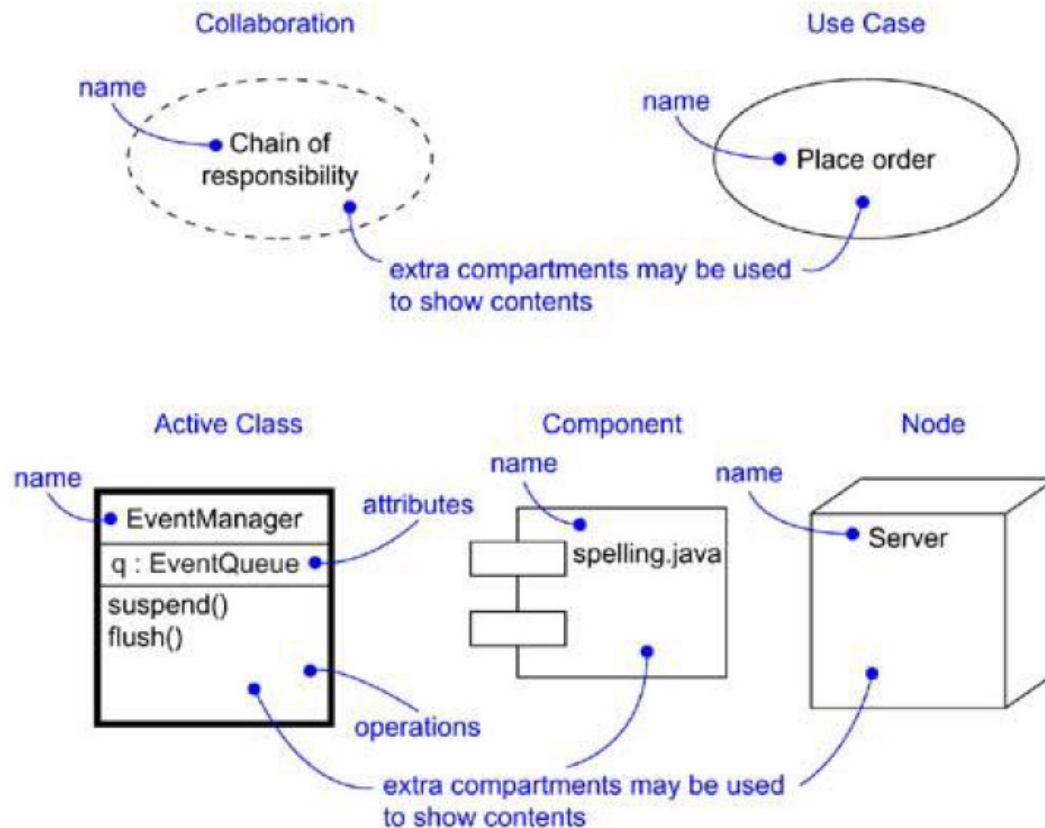 Collaboration
Use Case
name
name
Chain of
responsibility
Place order
extra compartments may be used
to show contents
Active Class
Component
Node
name
name
name
attributes
EventManager
spelling.java
Server
q : EventQueue
suspend()
flush()
operations
extra compartments may be used
to show contents